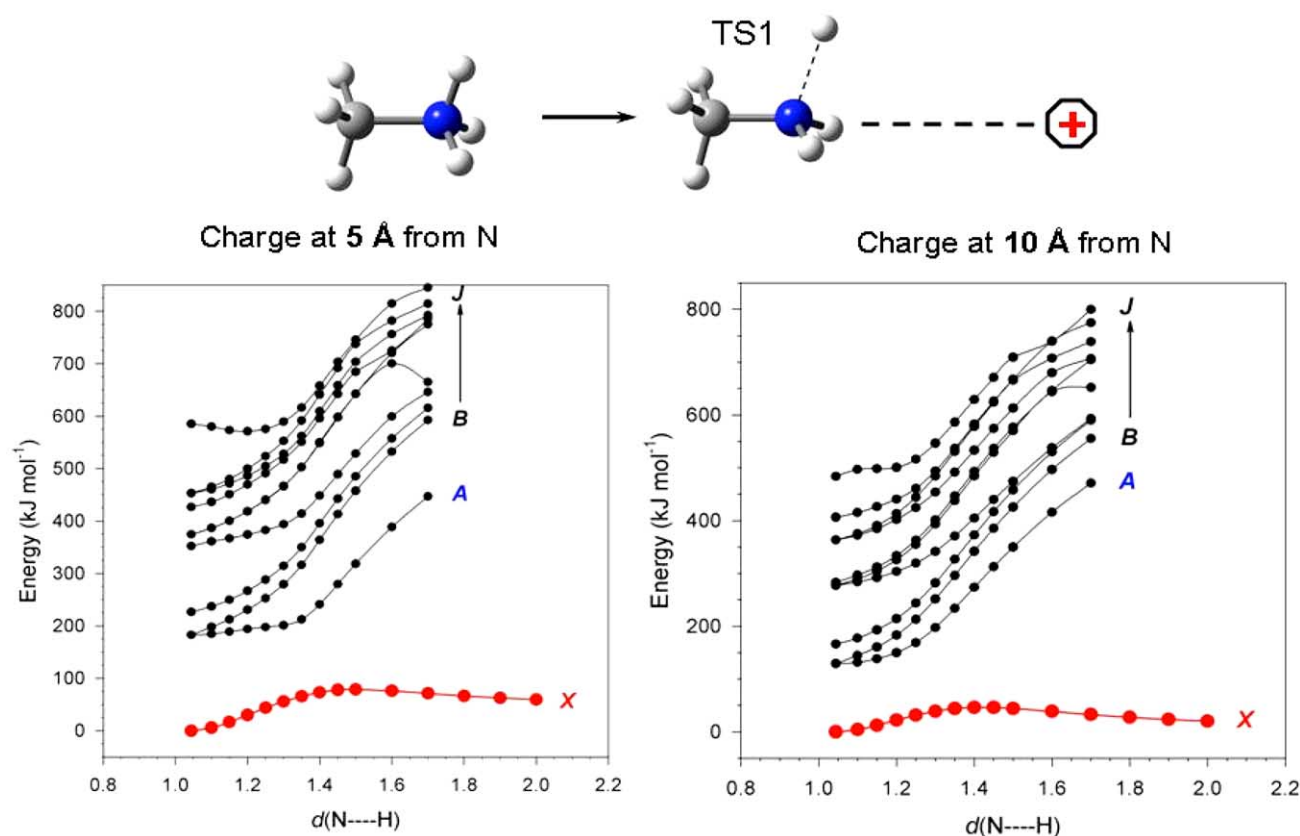 TS1
+
Charge at 5 Å from N
Charge at 10 Å from N
Energy (kJ mol⁻¹)
800
700
600
500
400
300
200
100
0
J
B
A
X
0.8 1.0 1.2 1.4 1.6 1.8 2.0 2.2
d(N----H)
Energy (kJ mol⁻¹)
800
600
400
200
0
J
B
A
X
0.8 1.0 1.2 1.4 1.6 1.8 2.0 2.2
d(N----H)